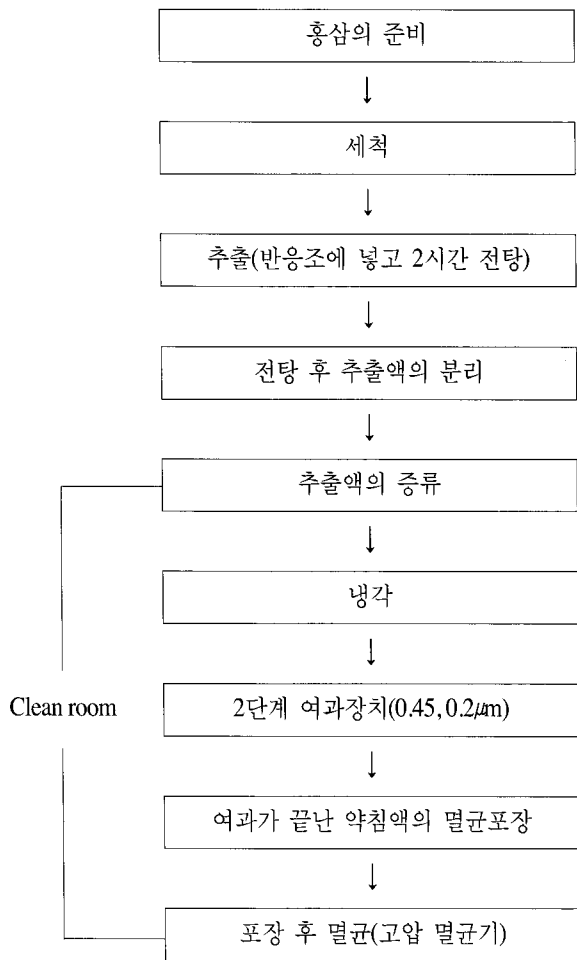 홍삼의 준비
↓
세척
↓
추출(반응조에 넣고 2시간 전탕)
↓
전탕 후 추출액의 분리
↓
추출액의 증류
↓
냉각
↓
Clean room
2단계 여과장치(0.45, 0.2㎛)
↓
여과가 끝난 약침액의 멸균포장
↓
포장 후 멸균(고압 멸균기)